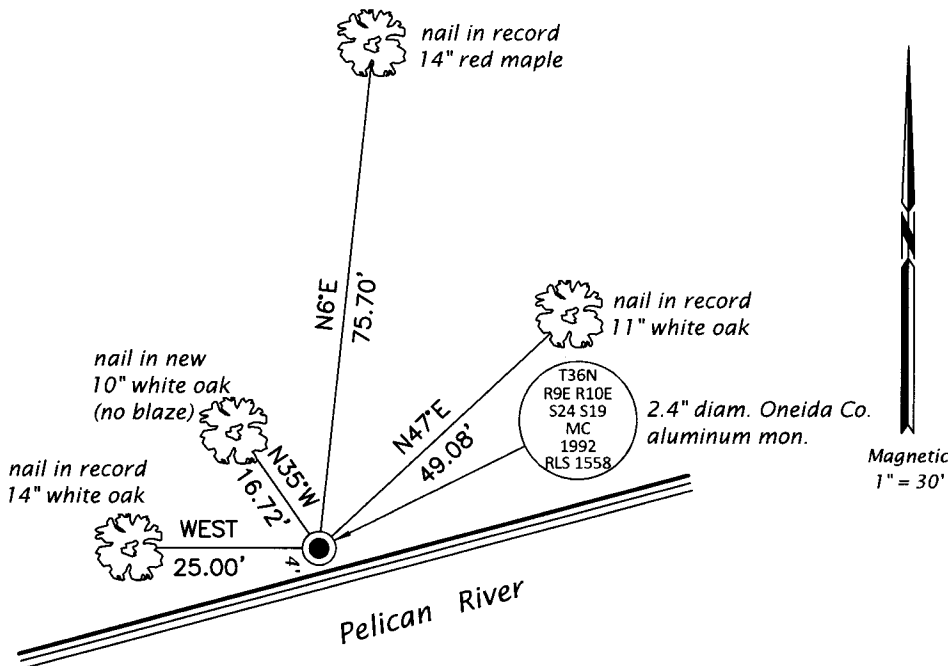 nail in record
14" red maple
N6°E
75.70'
nail in record
11" white oak
nail in new
10" white oak
(no blaze)
N47°E
49.08'
T36N
R9E R10E
S24 S19
MC
1992
RLS 1558
2.4" diam. Oneida Co.
aluminum mon.
N
Magnetic
1" = 30'
N35°W
16.72'
nail in record
14" white oak
WEST
25.00'
4'
Pelican River